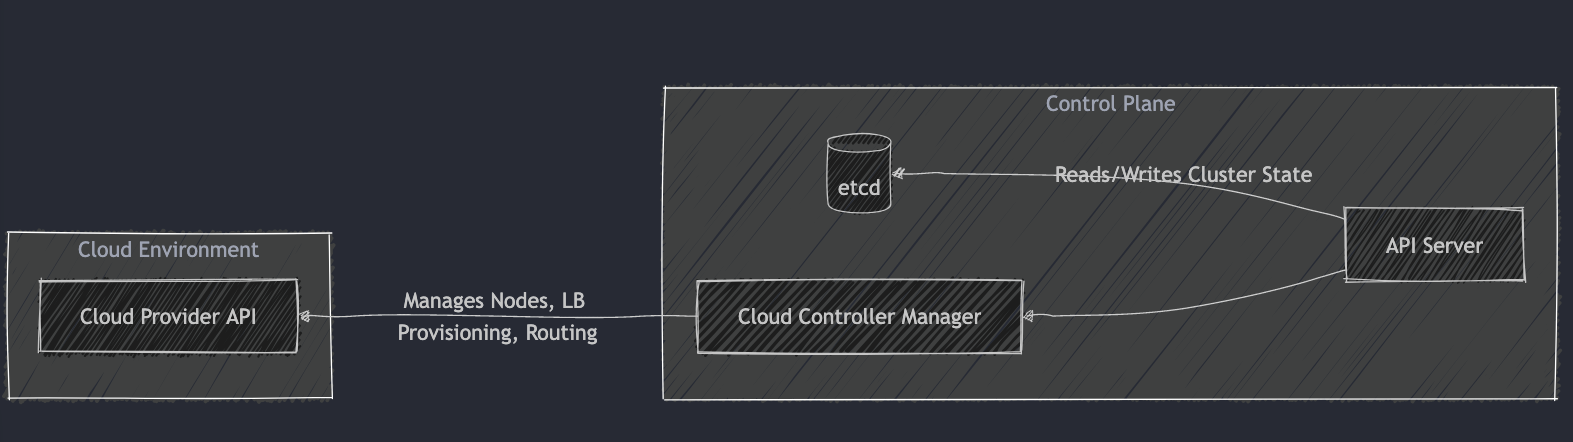 Control Plane
etcd
Reads/Writes Cluster State
API Server
Cloud Environment
Cloud Provider API
Manages Nodes, LB
Provisioning, Routing
Cloud Controller Manager